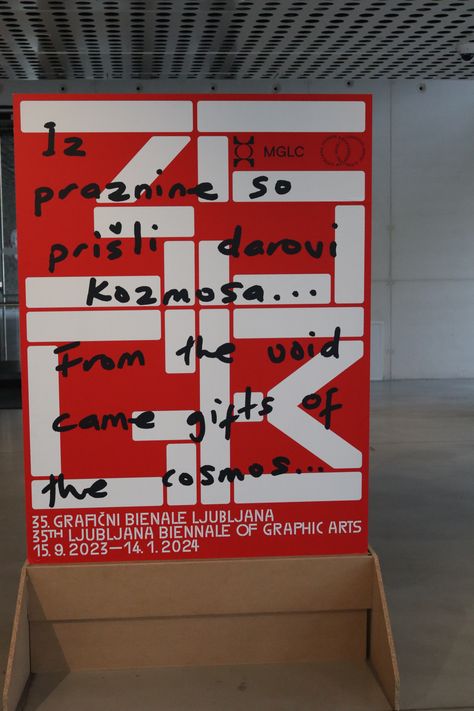 MGLC
Iz
praznine so
prišli darovi
kozmosa...
From the void
came gifts of
the cosmos...
35. GRAFIČNI BIENALE LJUBLJANA
35TH LJUBLJANA BIENNALE OF GRAPHIC ARTS
15.9.2023—14.1.2024